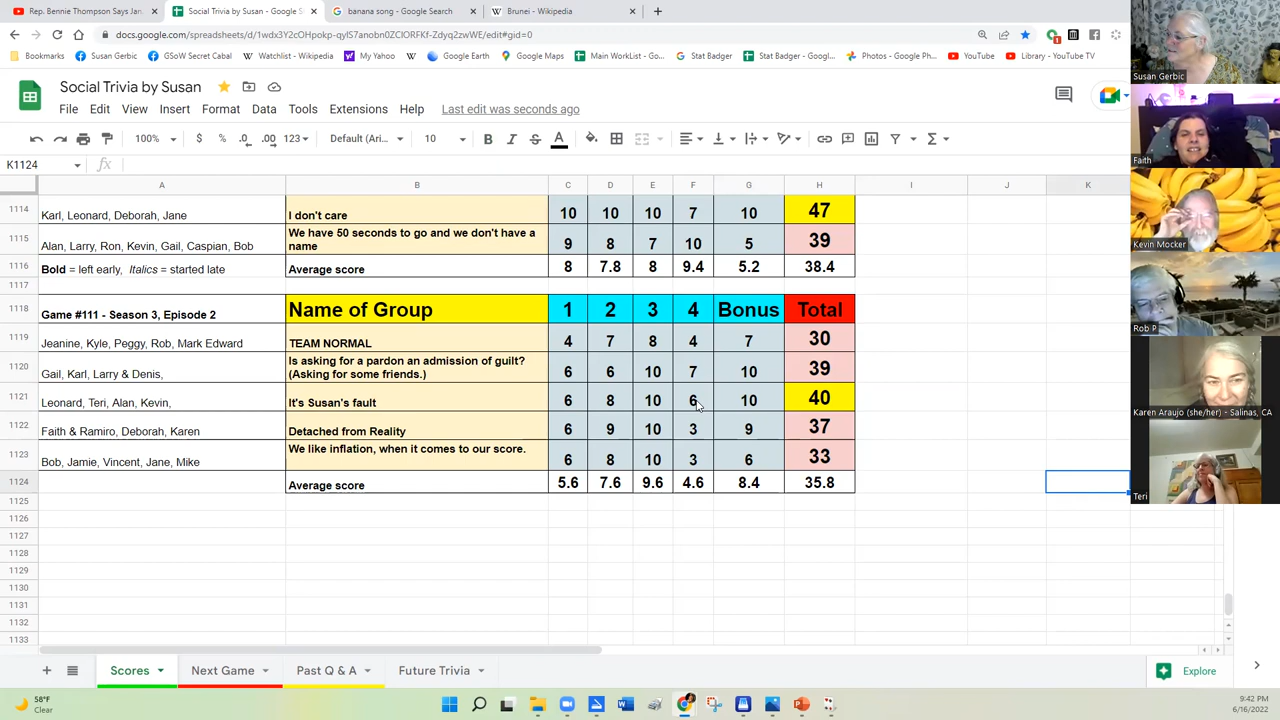 Rep. Bennie Thompson Says Jan
Social Trivia by Susan - Google S
banana song - Google Search
Brunei - Wikipedia
docs.google.com/spreadsheets/d/1wdx3Y2cOHpokp-qyIS7anobn0ZClORFKf-Zdyq2zwWE/edit#gid=0
Bookmarks Susan Gerbic GSoW Secret Cabal Watchlist - Wikipedia My Yahoo Main WorkList - Go... Stat Badger Stat Badger - Googl... Photos - Google Ph... Google Photos Google Maps YouTube Library - YouTube TV
Social Trivia by Susan
File Edit View Insert Format Data Tools Extensions Help Last edit was seconds ago
100% $ % .0 .00 123 Default (Ari... 10 B I S A
K1124 fx
A B C D E F G H I J K
1114 Karl, Leonard, Deborah, Jane I don't care 10 10 10 7 10 47
1115 Alan, Larry, Ron, Kevin, Gail, Caspian, Bob We have 50 seconds to go and we don't have a name 9 8 7 10 5 39
1116 Bold = left early, Italics = started late Average score 8 7.8 8 9.4 5.2 38.4
1117
1118 Game #111 - Season 3, Episode 2 Name of Group 1 2 3 4 Bonus Total
1119 Jeanine, Kyle, Peggy, Rob, Mark Edward TEAM NORMAL 4 7 8 4 7 30
1120 Gail, Karl, Larry & Denis, Is asking for a pardon an admission of guilt? (Asking for some friends.) 6 6 10 7 10 39
1121 Leonard, Teri, Alan, Kevin, It's Susan's fault 6 8 10 6 10 40
1122 Faith & Ramiro, Deborah, Karen Detached from Reality 6 9 10 3 9 37
1123 Bob, Jamie, Vincent, Jane, Mike We like inflation, when it comes to our score. 6 8 10 3 6 33
1124 Average score 5.6 7.6 9.6 4.6 8.4 35.8
1125
1126
1127
1128
1129
1130
1131
1132
1133
Scores Next Game Past Q & A Future Trivia Explore
Susan Gerbic
Faith
Kevin Mocker
Rob P
Karen Araujo (she/her) - Salinas, CA
Teri
58°F
Clear
9:42 PM
6/16/2022